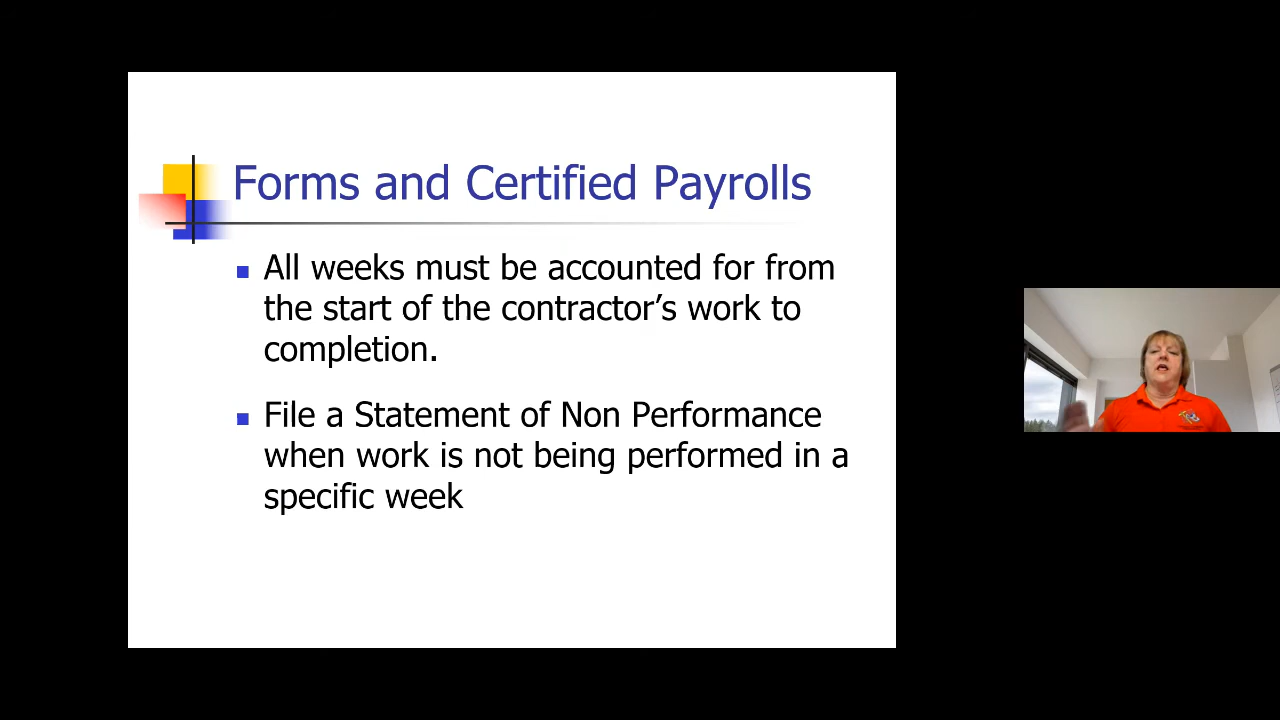 Forms and Certified Payrolls
All weeks must be accounted for from
the start of the contractor’s work to
completion.
File a Statement of Non Performance
when work is not being performed in a
specific week